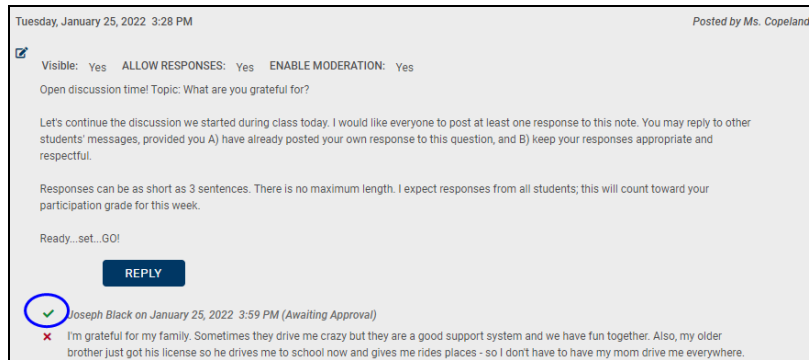 Tuesday, January 25, 2022 3:28 PM
Posted by Ms. Copeland
Visible: Yes ALLOW RESPONSES: Yes ENABLE MODERATION: Yes
Open discussion time! Topic: What are you grateful for?
Let's continue the discussion we started during class today. I would like everyone to post at least one response to this note. You may reply to other
students' messages, provided you A) have already posted your own response to this question, and B) keep your responses appropriate and
respectful.
Responses can be as short as 3 sentences. There is no maximum length. I expect responses from all students; this will count toward your
participation grade for this week.
Ready...set...GO!
REPLY
Joseph Black on January 25, 2022 3:59 PM (Awaiting Approval)
I'm grateful for my family. Sometimes they drive me crazy but they are a good support system and we have fun together. Also, my older
brother just got his license so he drives me to school now and gives me rides places - so I don't have to have my mom drive me everywhere.